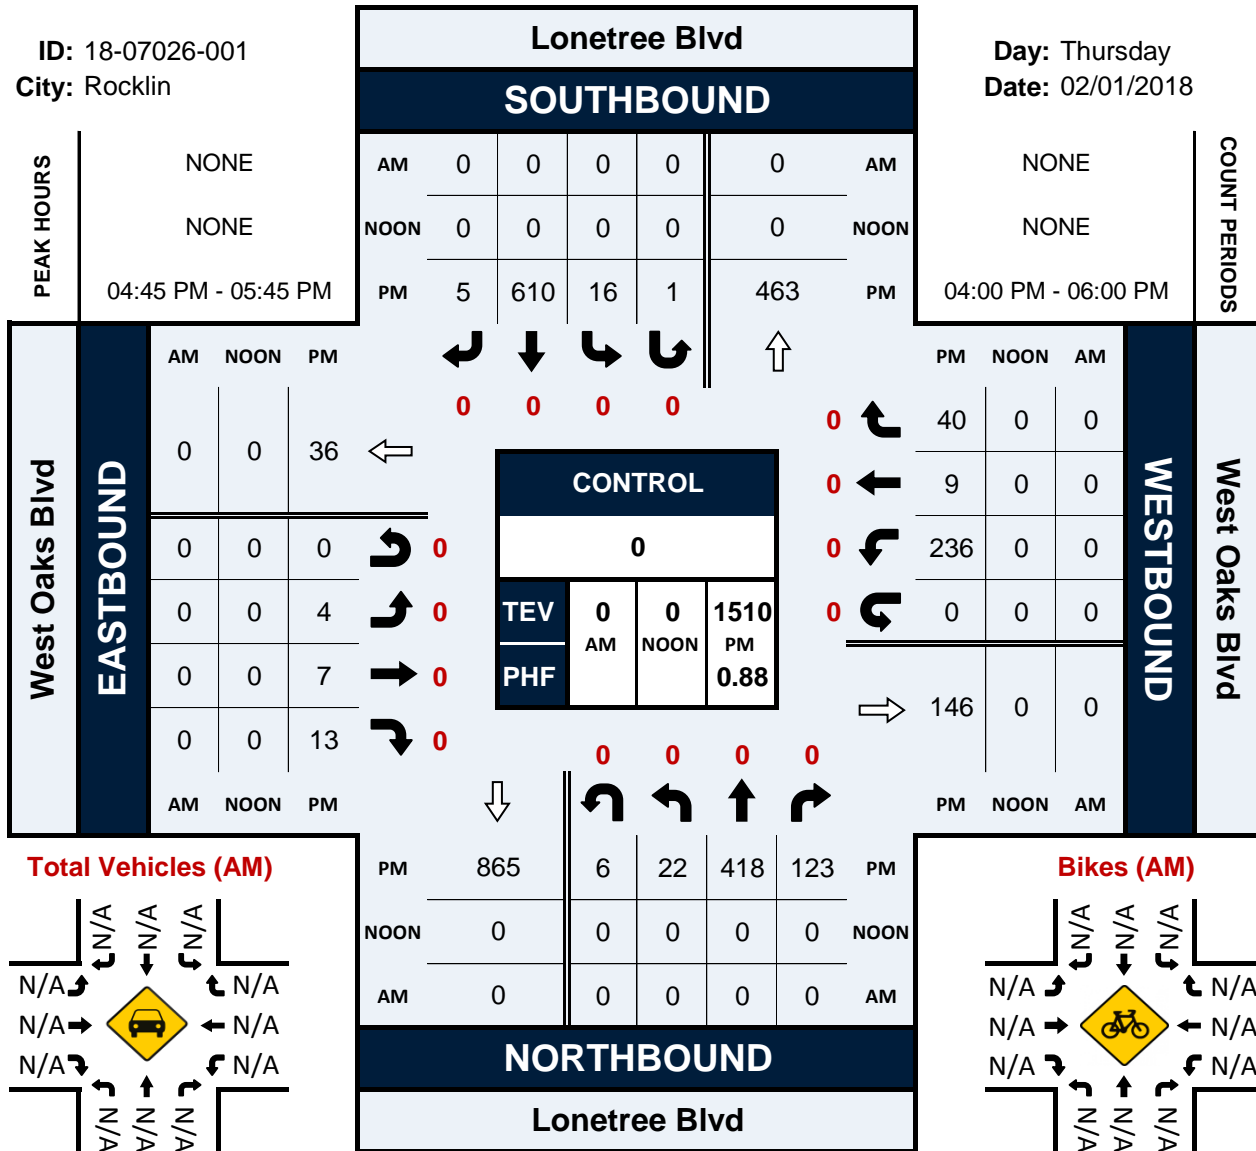 Lonetree Blvd
ID: 18-07026-001
Day: Thursday
City: Rocklin
Date: 02/01/2018
SOUTHBOUND
PEAK HOURS
NONE
AM 0 0 0 0 0 AM
NONE
COUNT PERIODS
NONE
NOON 0 0 0 0 0 NOON
NONE
04:45 PM - 05:45 PM
PM 5 610 16 1 463 PM
04:00 PM - 06:00 PM
West Oaks Blvd
EASTBOUND
AM NOON PM
PM NOON AM
WESTBOUND
West Oaks Blvd
0 0 0 0
0 40 0 0
0 0 36
CONTROL
0 9 0 0
0 0 0 0
0
0 236 0 0
0 0 4 0
TEV 0 0 1510
0 0 0 0
AM NOON PM
0 0 7 0
PHF 0.88
146 0 0
0 0 13 0
0 0 0 0
AM NOON PM
PM NOON AM
Total Vehicles (AM)
PM 865 6 22 418 123 PM
Bikes (AM)
NOON 0 0 0 0 0 NOON
AM 0 0 0 0 0 AM
N/A N/A N/A
N/A N/A
N/A N/A
N/A N/A
N/A N/A N/A
N/A N/A N/A
N/A N/A
N/A N/A
N/A N/A
N/A N/A N/A
NORTHBOUND
Lonetree Blvd